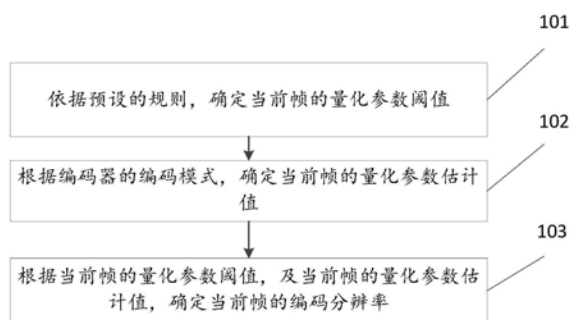 101
依据预设的规则，确定当前帧的量化参数阈值
102
根据编码器的编码模式，确定当前帧的量化参数估计
值
103
根据当前帧的量化参数阈值，及当前帧的量化参数估
计值，确定当前帧的编码分辨率